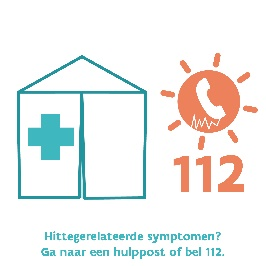 112
Hittegerelateerde symptomen?
Ga naar een hulppost of bel 112.